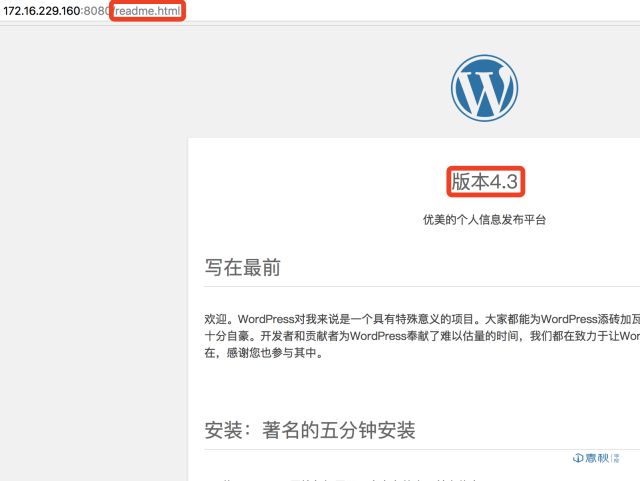 172.16.229.160:8080/readme.html
版本4.3
优美的个人信息发布平台
写在最前
欢迎。WordPress对我来说是一个具有特殊意义的项目。大家都能为WordPress添砖加瓦
十分自豪。开发者和贡献者为WordPress奉献了难以估量的时间，我们都在致力于让Wor
在，感谢您也参与其中。
安装：著名的五分钟安装
春秋